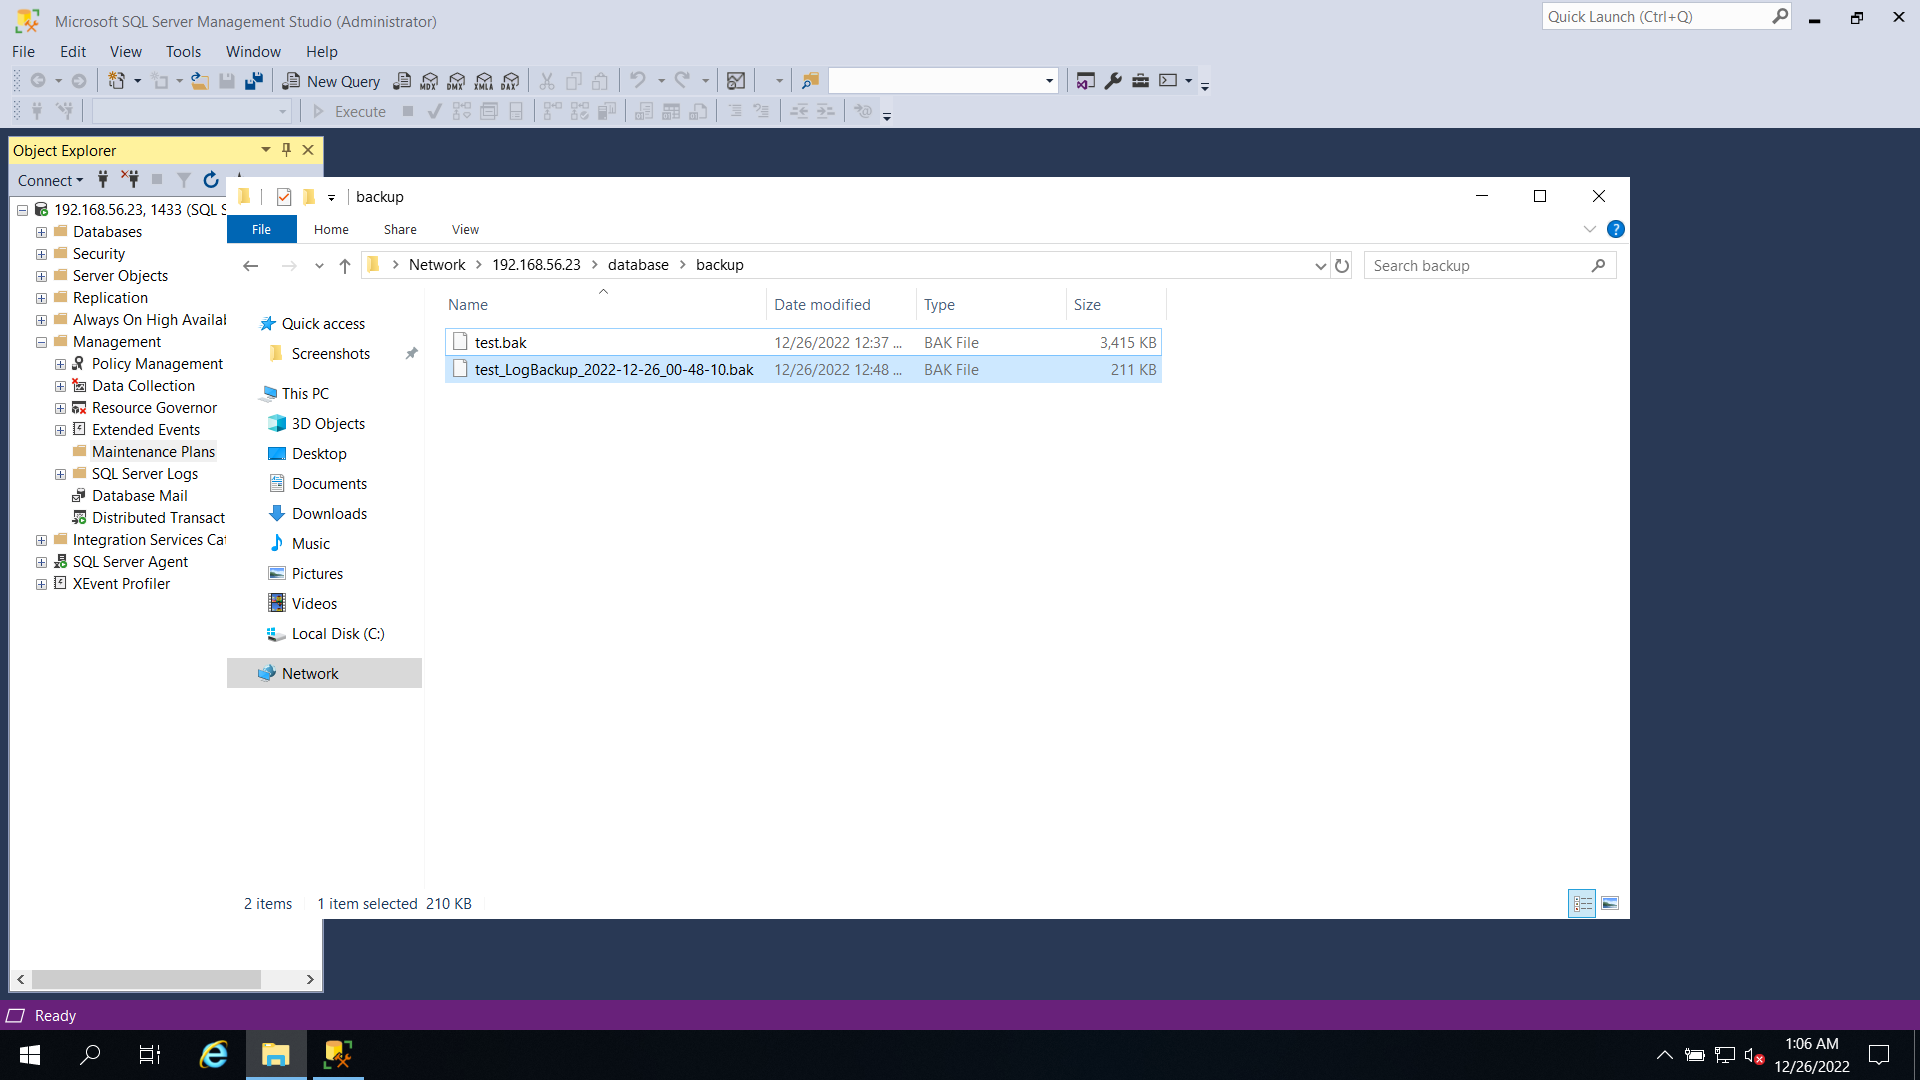 Microsoft SQL Server Management Studio (Administrator)
Quick Launch (Ctrl+Q)
File Edit View Tools Window Help
New Query MDX DMX XMLA DAX
Execute
Object Explorer
Connect
192.168.56.23, 1433 (SQL S
Databases
Security
Server Objects
Replication
Always On High Availab
Management
Policy Management
Data Collection
Resource Governor
Extended Events
Maintenance Plans
SQL Server Logs
Database Mail
Distributed Transact
Integration Services Cat
SQL Server Agent
XEvent Profiler
backup
File Home Share View
Network 192.168.56.23 database backup
Search backup
Quick access
Screenshots
This PC
3D Objects
Desktop
Documents
Downloads
Music
Pictures
Videos
Local Disk (C:)
Network
Name Date modified Type Size
test.bak 12/26/2022 12:37 ... BAK File 3,415 KB
test_LogBackup_2022-12-26_00-48-10.bak 12/26/2022 12:48 ... BAK File 211 KB
2 items 1 item selected 210 KB
Ready
1:06 AM
12/26/2022